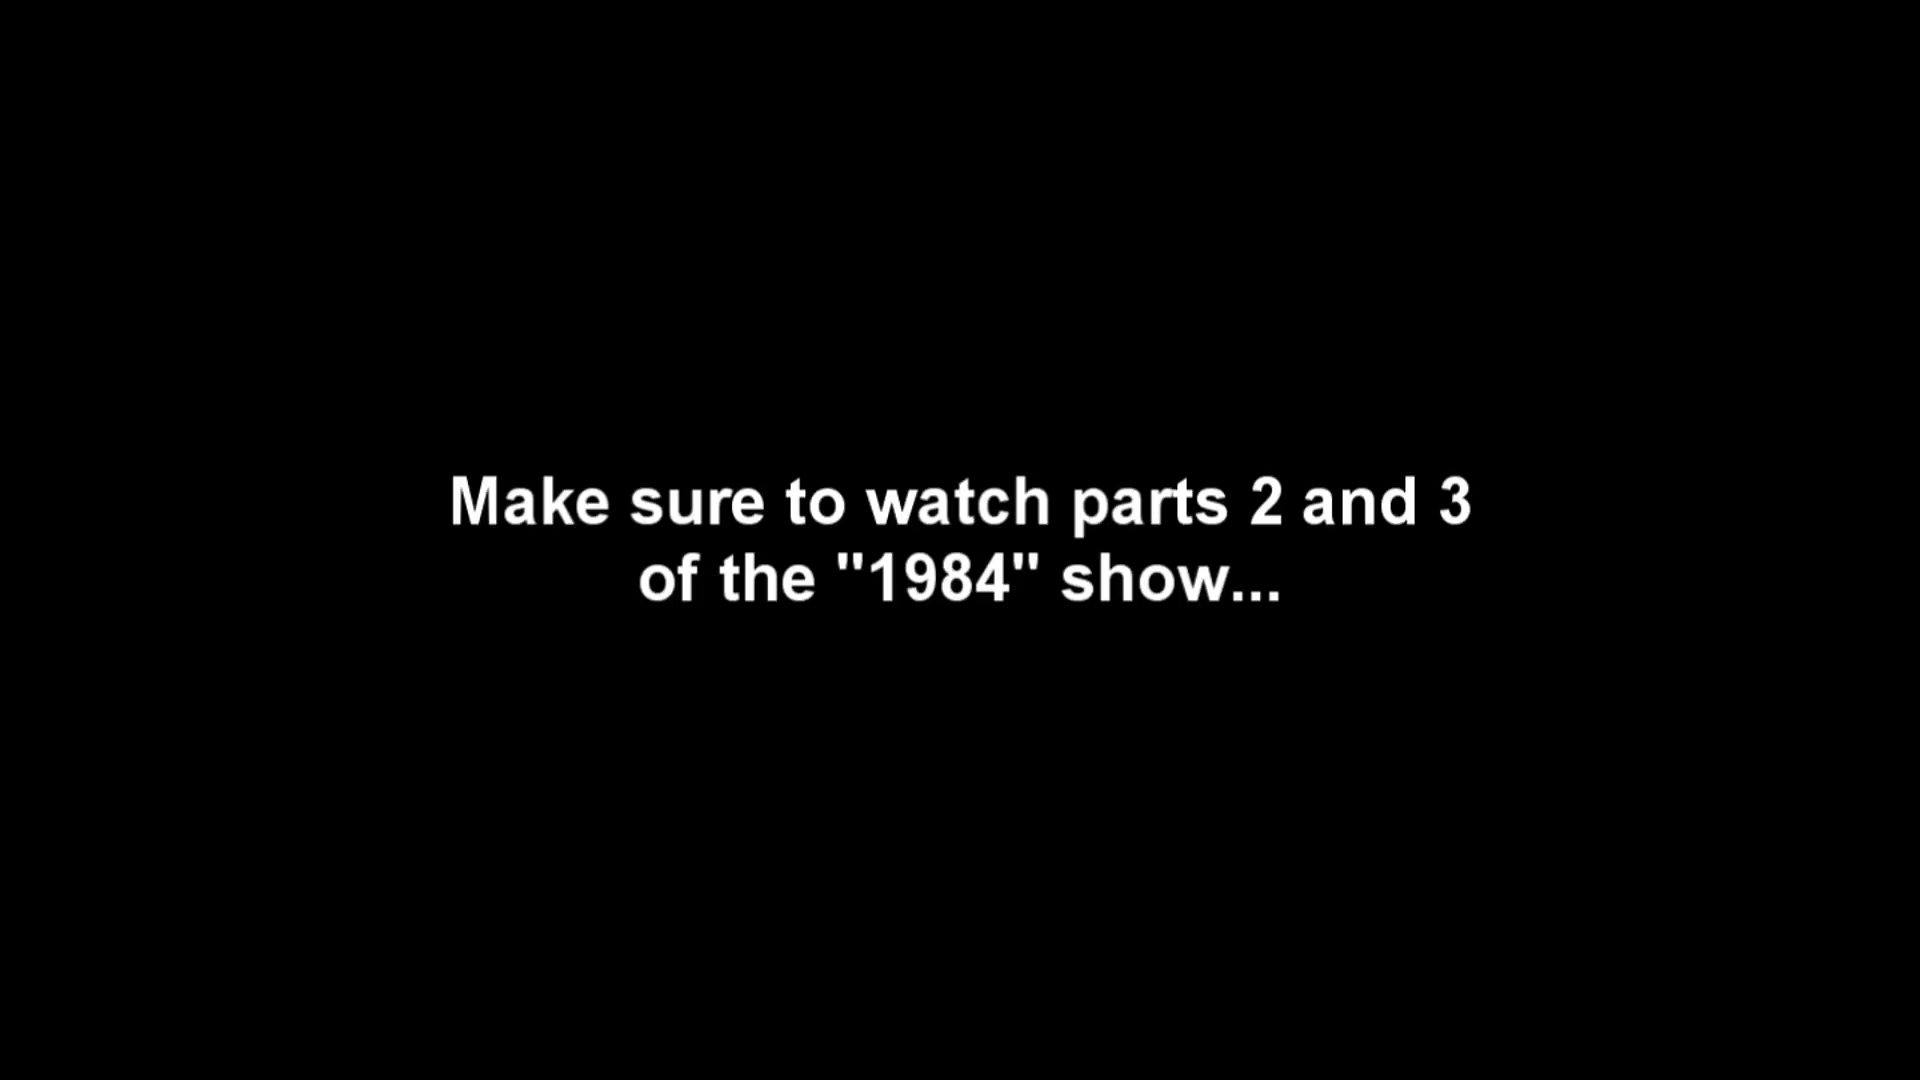 Make sure to watch parts 2 and 3
of the "1984" show...